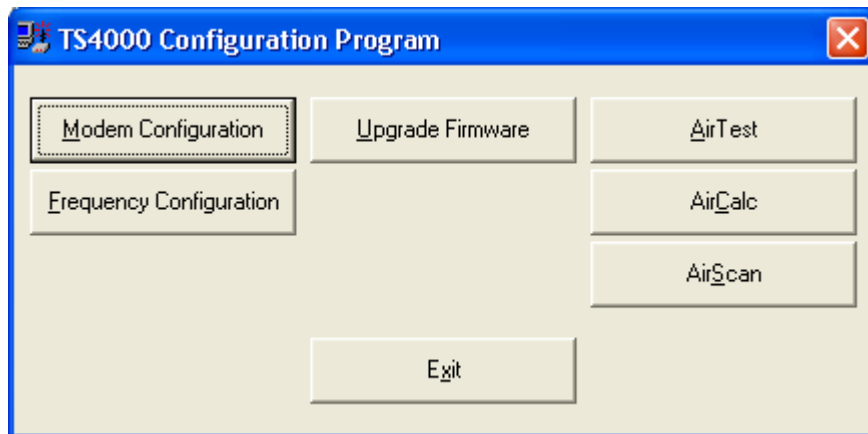 TS4000 Configuration Program
Modem Configuration
Upgrade Firmware
AirTest
Frequency Configuration
AirCalc
AirScan
Exit